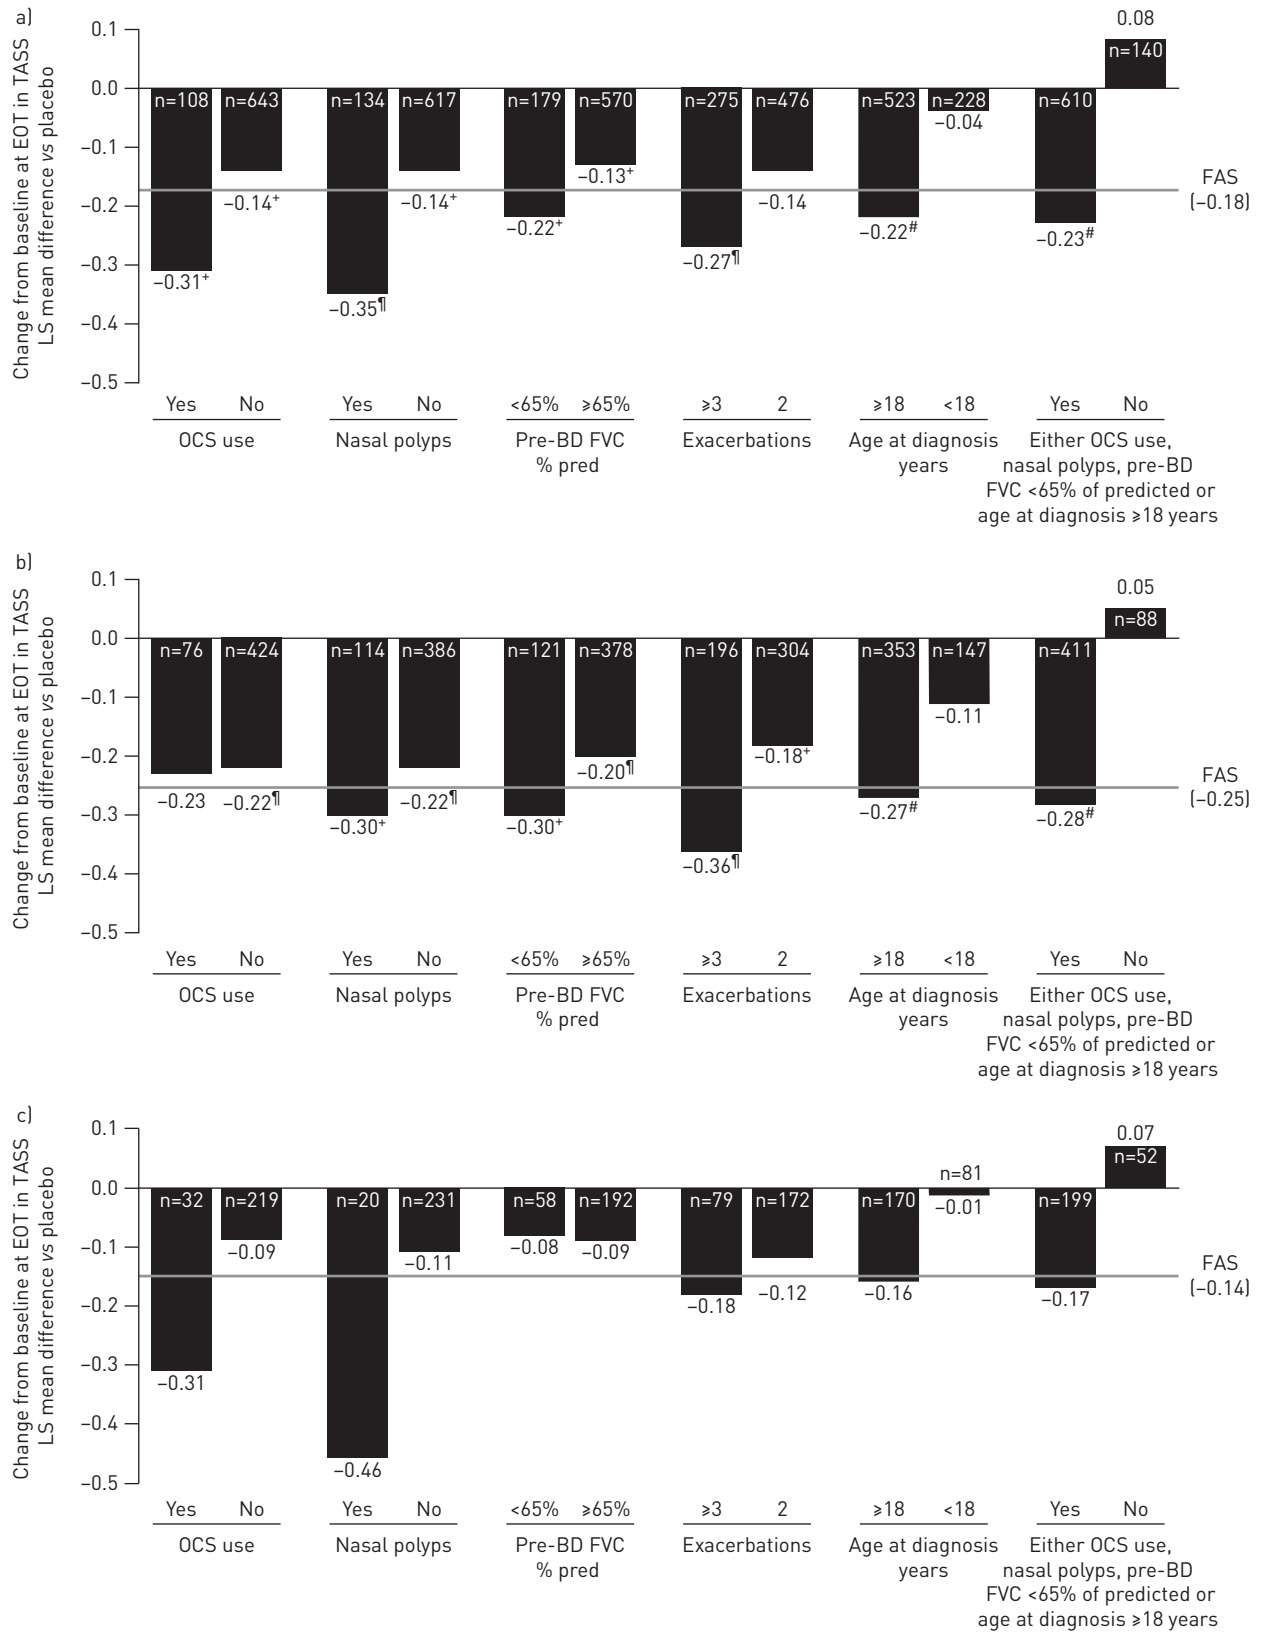 a)
Change from baseline at EOT in TASS
LS mean difference vs placebo
0.1
0.0
−0.1
−0.2
−0.3
−0.4
−0.5
n=108
n=643
n=134
n=617
n=179
n=570
n=275
n=476
n=523
n=228
n=610
n=140
−0.31+
−0.14+
−0.35¶
−0.14+
−0.22+
−0.13+
−0.27¶
−0.14
−0.22#
−0.04
−0.23#
0.08
FAS
(−0.18)
Yes No
OCS use
Yes No
Nasal polyps
<65% ⩾65%
Pre-BD FVC
% pred
⩾3 2
Exacerbations
⩾18 <18
Age at diagnosis
years
Yes No
Either OCS use,
nasal polyps, pre-BD
FVC <65% of predicted or
age at diagnosis ⩾18 years
b)
Change from baseline at EOT in TASS
LS mean difference vs placebo
0.1
0.0
−0.1
−0.2
−0.3
−0.4
−0.5
n=76
n=424
n=114
n=386
n=121
n=378
n=196
n=304
n=353
n=147
n=411
n=88
−0.23
−0.22¶
−0.30+
−0.22¶
−0.30+
−0.20¶
−0.36¶
−0.18+
−0.27#
−0.11
−0.28#
0.05
FAS
(−0.25)
Yes No
OCS use
Yes No
Nasal polyps
<65% ⩾65%
Pre-BD FVC
% pred
⩾3 2
Exacerbations
⩾18 <18
Age at diagnosis
years
Yes No
Either OCS use,
nasal polyps, pre-BD
FVC <65% of predicted or
age at diagnosis ⩾18 years
c)
Change from baseline at EOT in TASS
LS mean difference vs placebo
0.1
0.0
−0.1
−0.2
−0.3
−0.4
−0.5
n=32
n=219
n=20
n=231
n=58
n=192
n=79
n=172
n=170
n=81
n=199
n=52
−0.31
−0.09
−0.46
−0.11
−0.08
−0.09
−0.18
−0.12
−0.16
−0.01
−0.17
0.07
FAS
(−0.14)
Yes No
OCS use
Yes No
Nasal polyps
<65% ⩾65%
Pre-BD FVC
% pred
⩾3 2
Exacerbations
⩾18 <18
Age at diagnosis
years
Yes No
Either OCS use,
nasal polyps, pre-BD
FVC <65% of predicted or
age at diagnosis ⩾18 years